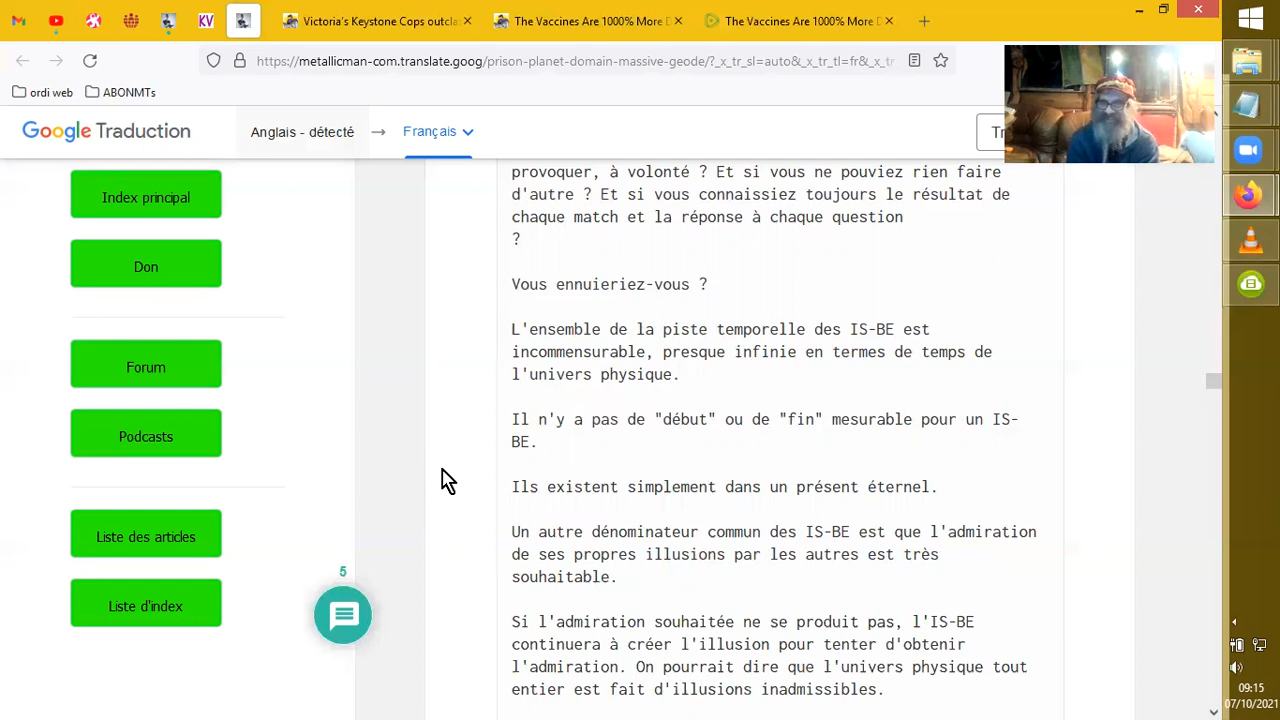 Victoria's Keystone Cops outcla
The Vaccines Are 1000% More D
The Vaccines Are 1000% More D
https://metallicman-com.translate.goog/prison-planet-domain-massive-geode/?_x_tr_sl=auto&_x_tr_tl=fr&_x_tr
ordi web
ABONMTs
Google Traduction
Anglais - détecté
Français
Tr
Index principal
Don
Forum
Podcasts
Liste des articles
Liste d'index
5
provoquer, à volonté ? Et si vous ne pouviez rien faire
d'autre ? Et si vous connaissiez toujours le résultat de
chaque match et la réponse à chaque question
?
Vous ennuieriez-vous ?
L'ensemble de la piste temporelle des IS-BE est
incommensurable, presque infinie en termes de temps de
l'univers physique.
Il n'y a pas de "début" ou de "fin" mesurable pour un IS-
BE.
Ils existent simplement dans un présent éternel.
Un autre dénominateur commun des IS-BE est que l'admiration
de ses propres illusions par les autres est très
souhaitable.
Si l'admiration souhaitée ne se produit pas, l'IS-BE
continuera à créer l'illusion pour tenter d'obtenir
l'admiration. On pourrait dire que l'univers physique tout
entier est fait d'illusions inadmissibles.
KV
09:15
07/10/2021